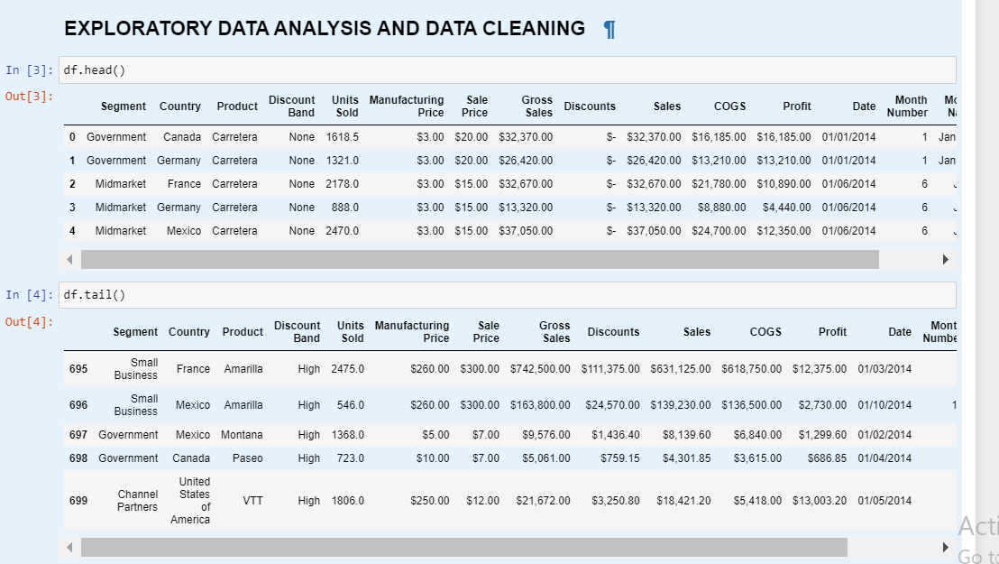 EXPLORATORY DATA ANALYSIS AND DATA CLEANING ¶
In [3]: df.head()
Out[3]:
Segment Country Product Discount Band Units Sold Manufacturing Price Sale Price Gross Sales Discounts Sales COGS Profit Date Month Number
0 Government Canada Carretera None 1618.5 $3.00 $20.00 $32,370.00 $- $32,370.00 $16,185.00 $16,185.00 01/01/2014 1 Jan
1 Government Germany Carretera None 1321.0 $3.00 $20.00 $26,420.00 $- $26,420.00 $13,210.00 $13,210.00 01/01/2014 1 Jan
2 Midmarket France Carretera None 2178.0 $3.00 $15.00 $32,670.00 $- $32,670.00 $21,780.00 $10,890.00 01/06/2014 6
3 Midmarket Germany Carretera None 888.0 $3.00 $15.00 $13,320.00 $- $13,320.00 $8,880.00 $4,440.00 01/06/2014 6
4 Midmarket Mexico Carretera None 2470.0 $3.00 $15.00 $37,050.00 $- $37,050.00 $24,700.00 $12,350.00 01/06/2014 6
In [4]: df.tail()
Out[4]:
Segment Country Product Discount Band Units Sold Manufacturing Price Sale Price Gross Sales Discounts Sales COGS Profit Date
695 Small Business France Amarilla High 2475.0 $260.00 $300.00 $742,500.00 $111,375.00 $631,125.00 $618,750.00 $12,375.00 01/03/2014
696 Small Business Mexico Amarilla High 546.0 $260.00 $300.00 $163,800.00 $24,570.00 $139,230.00 $136,500.00 $2,730.00 01/10/2014 1
697 Government Mexico Montana High 1368.0 $5.00 $7.00 $9,576.00 $1,436.40 $8,139.60 $6,840.00 $1,299.60 01/02/2014
698 Government Canada Paseo High 723.0 $10.00 $7.00 $5,061.00 $759.15 $4,301.85 $3,615.00 $686.85 01/04/2014
699 Channel Partners United States of America VTT High 1806.0 $250.00 $12.00 $21,672.00 $3,250.80 $18,421.20 $5,418.00 $13,003.20 01/05/2014
Acti
Go to